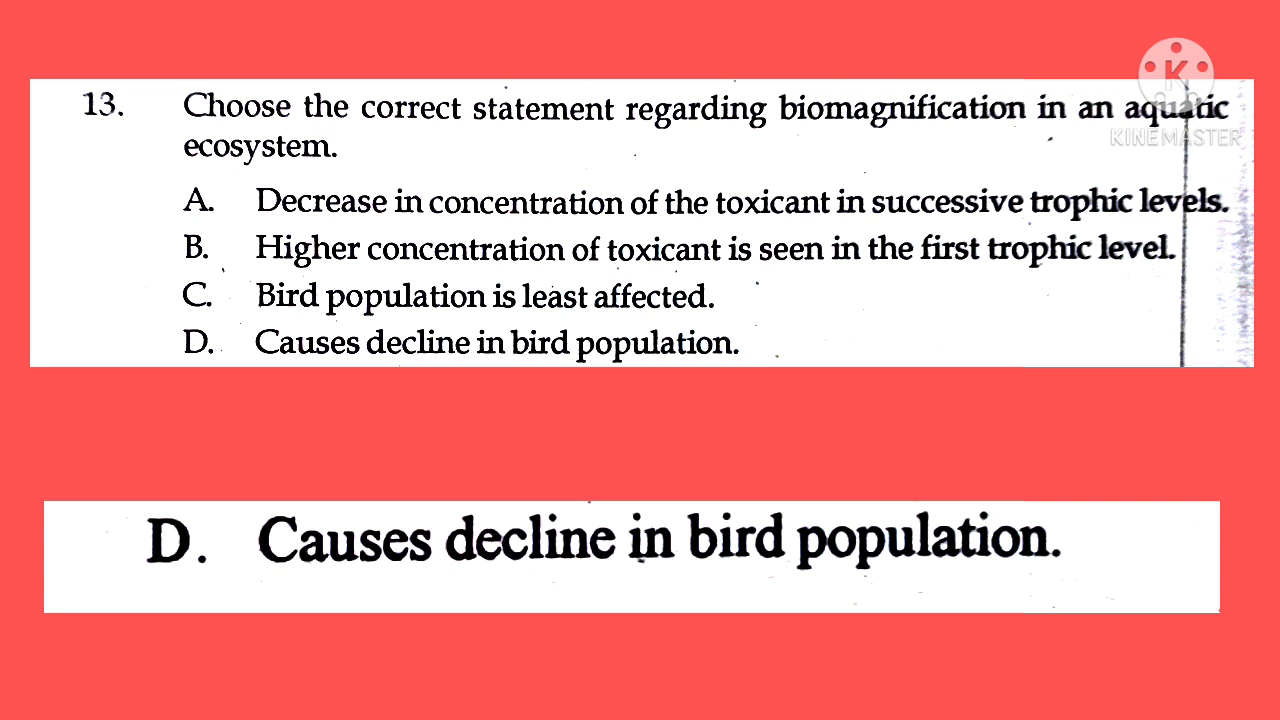 K
KINEMASTER
13. Choose the correct statement regarding biomagnification in an aquatic
ecosystem.
A. Decrease in concentration of the toxicant in successive trophic levels.
B. Higher concentration of toxicant is seen in the first trophic level.
C. Bird population is least affected.
D. Causes decline in bird population.
D. Causes decline in bird population.